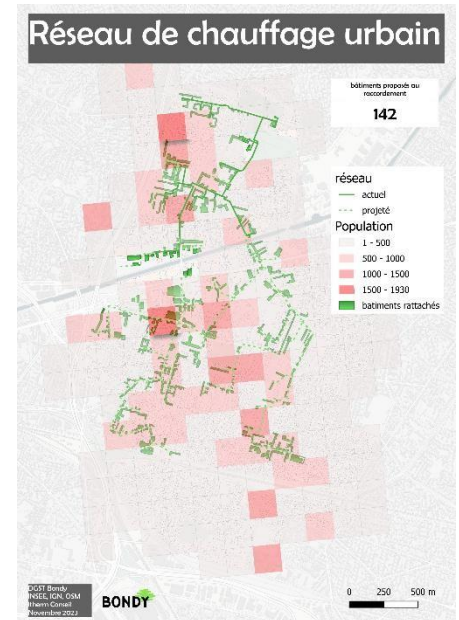 Réseau de chauffage urbain
bâtiments proposés au
raccordement
142
réseau
actuel
projeté
Population
1 - 500
500 - 1000
1000 - 1500
1500 - 1930
batiments rattachés
DGST Bondy
INSEE, IGN, OSM
Itherm Conseil
Novembre 2023
BONDY
0 250 500 m